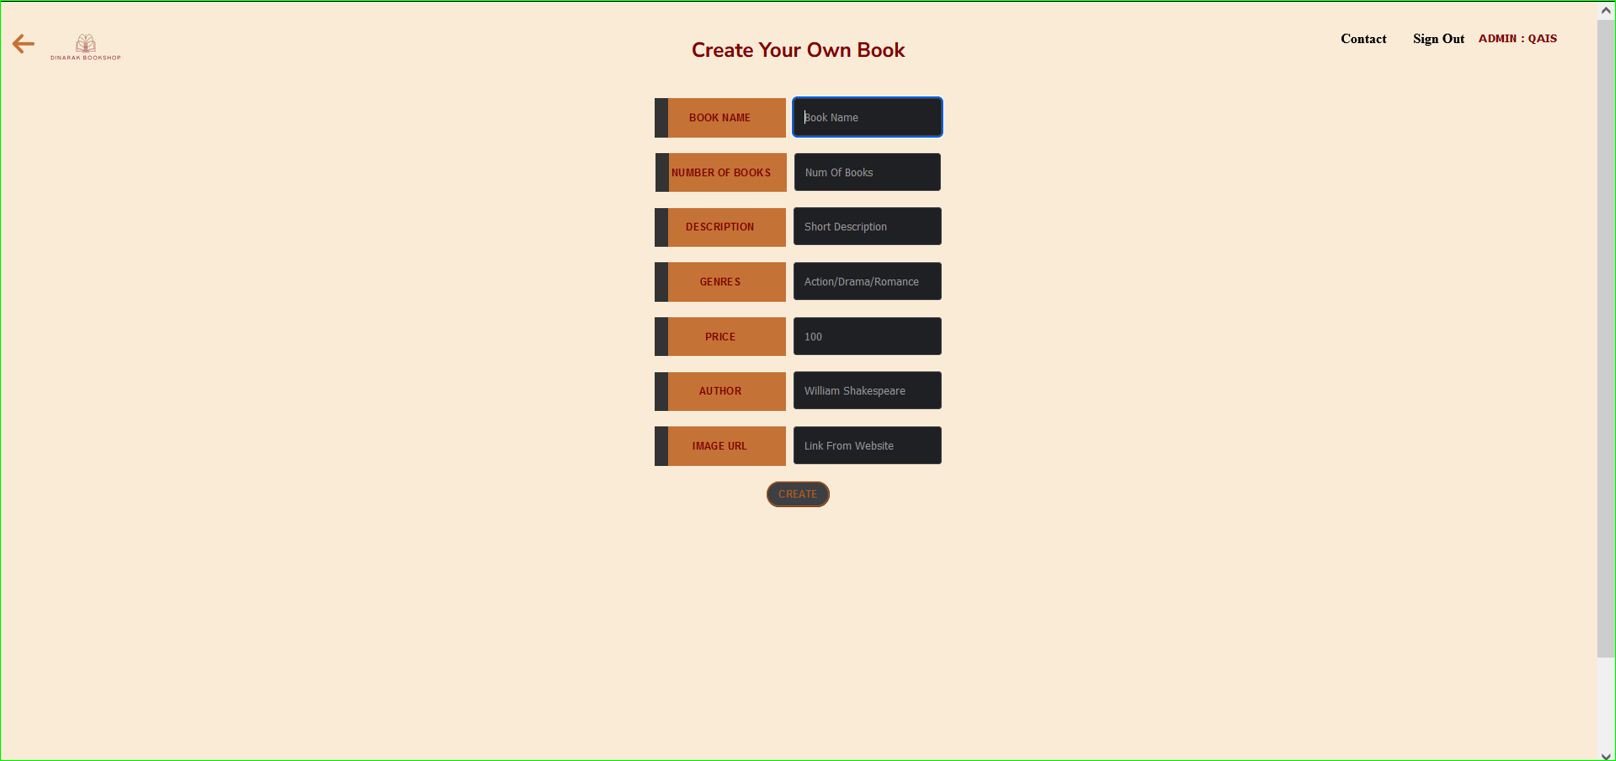 DINARAK BOOKSHOP
Create Your Own Book
Contact
Sign Out
ADMIN : QAIS
BOOK NAME
Book Name
NUMBER OF BOOKS
Num Of Books
DESCRIPTION
Short Description
GENRES
Action/Drama/Romance
PRICE
100
AUTHOR
William Shakespeare
IMAGE URL
Link From Website
CREATE